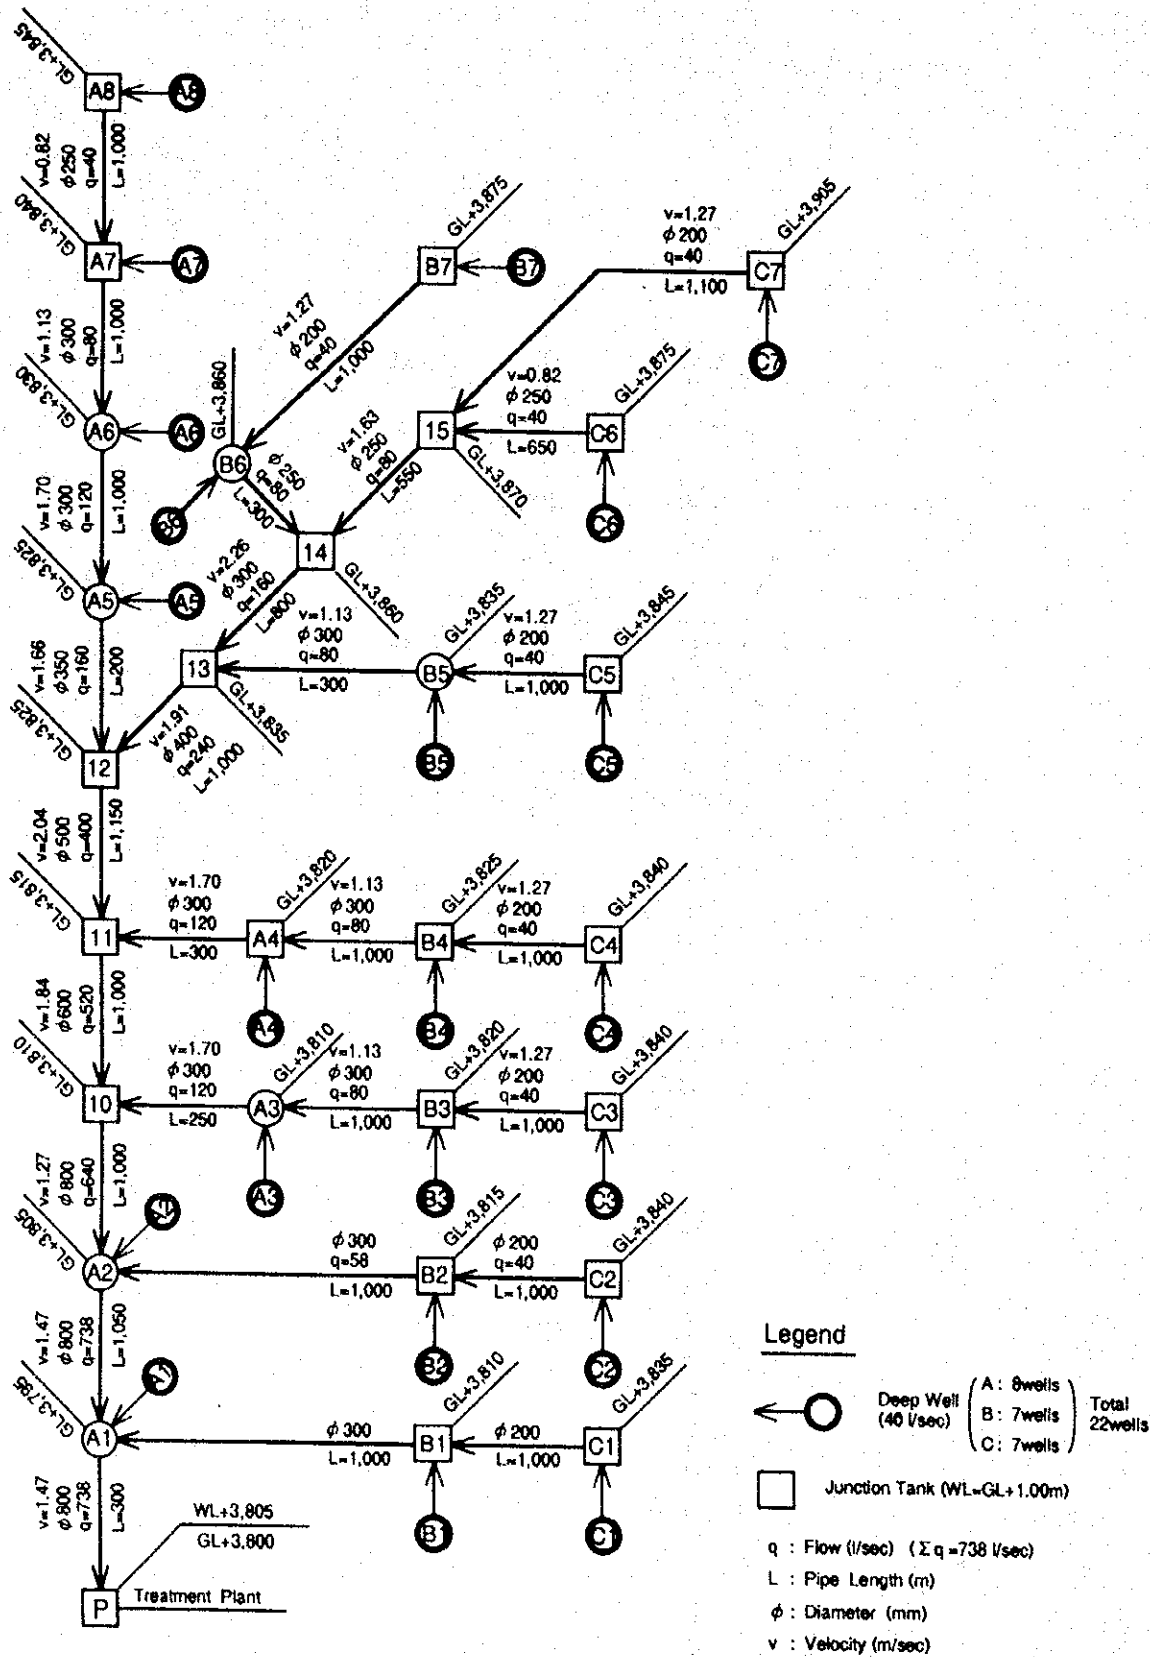 GL+3,845
A8
A8
v=0.82
φ250
q=40
L=1,000
GL+3,840
A7
A7
v=1.13
φ300
q=80
L=1,000
GL+3,830
A6
A6
v=1.70
φ300
q=120
L=1,000
GL+3,825
A5
A5
v=1.66
φ350
q=160
L=200
GL+3,825
12
GL+3,875
B7
B7
v=1.27
φ200
q=40
L=1,000
GL+3,860
B6
B6
φ250
q=80
L=300
GL+3,905
v=1.27
φ200
q=40
L=1,100
C7
C7
GL+3,875
v=0.82
φ250
q=40
L=650
C6
C6
15
GL+3,870
v=1.63
φ250
q=80
L=550
14
GL+3,860
v=2.26
φ300
q=160
L=800
13
GL+3,835
v=1.13
φ300
q=80
L=300
GL+3,835
B5
B5
v=1.27
φ200
q=40
L=1,000
GL+3,845
C5
C5
v=1.91
φ400
q=240
L=1,000
v=2.04
φ500
q=400
L=1,150
GL+3,815
11
v=1.70
φ300
q=120
L=300
GL+3,820
A4
A4
v=1.13
φ300
q=80
L=1,000
GL+3,825
B4
B4
v=1.27
φ200
q=40
L=1,000
GL+3,840
C4
C4
v=1.84
φ600
q=520
L=1,000
GL+3,810
10
v=1.70
φ300
q=120
L=250
GL+3,810
A3
A3
v=1.13
φ300
q=80
L=1,000
GL+3,820
B3
B3
v=1.27
φ200
q=40
L=1,000
GL+3,840
C3
C3
v=1.27
φ800
q=640
L=1,000
GL+3,805
A2
A2
φ300
q=58
L=1,000
GL+3,815
B2
B2
φ200
q=40
L=1,000
GL+3,840
C2
C2
v=1.47
φ800
q=738
L=1,050
GL+3,795
A1
A1
φ300
L=1,000
GL+3,810
B1
B1
φ200
L=1,000
GL+3,835
C1
C1
v=1.47
φ800
q=738
L=300
WL+3,805
GL+3,800
P
Treatment Plant
Legend
Deep Well
(40 l/sec)
A : 8wells
B : 7wells
C : 7wells
Total
22wells
Junction Tank (WL=GL+1.00m)
q : Flow (l/sec) (Σq=738 l/sec)
L : Pipe Length (m)
φ : Diameter (mm)
v : Velocity (m/sec)